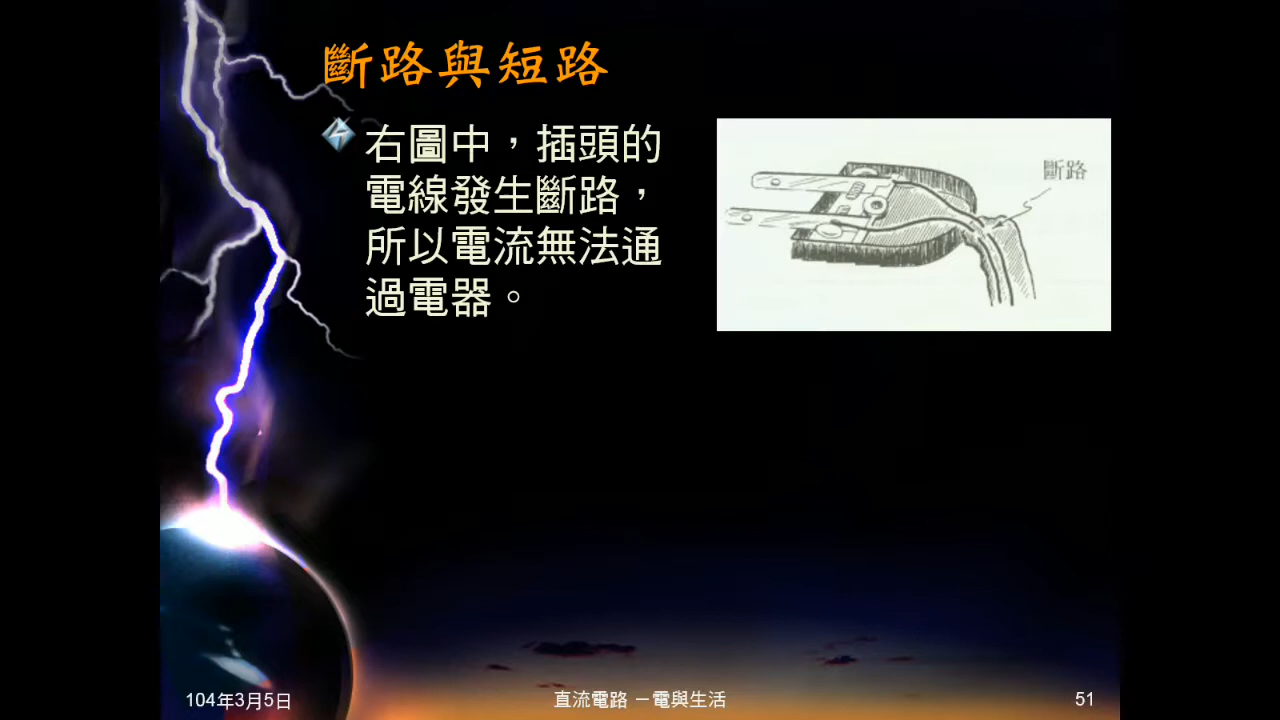 斷路與短路
右圖中，插頭的
電線發生斷路，
所以電流無法通
過電器。
斷路
104年3月5日
直流電路 －電與生活
51